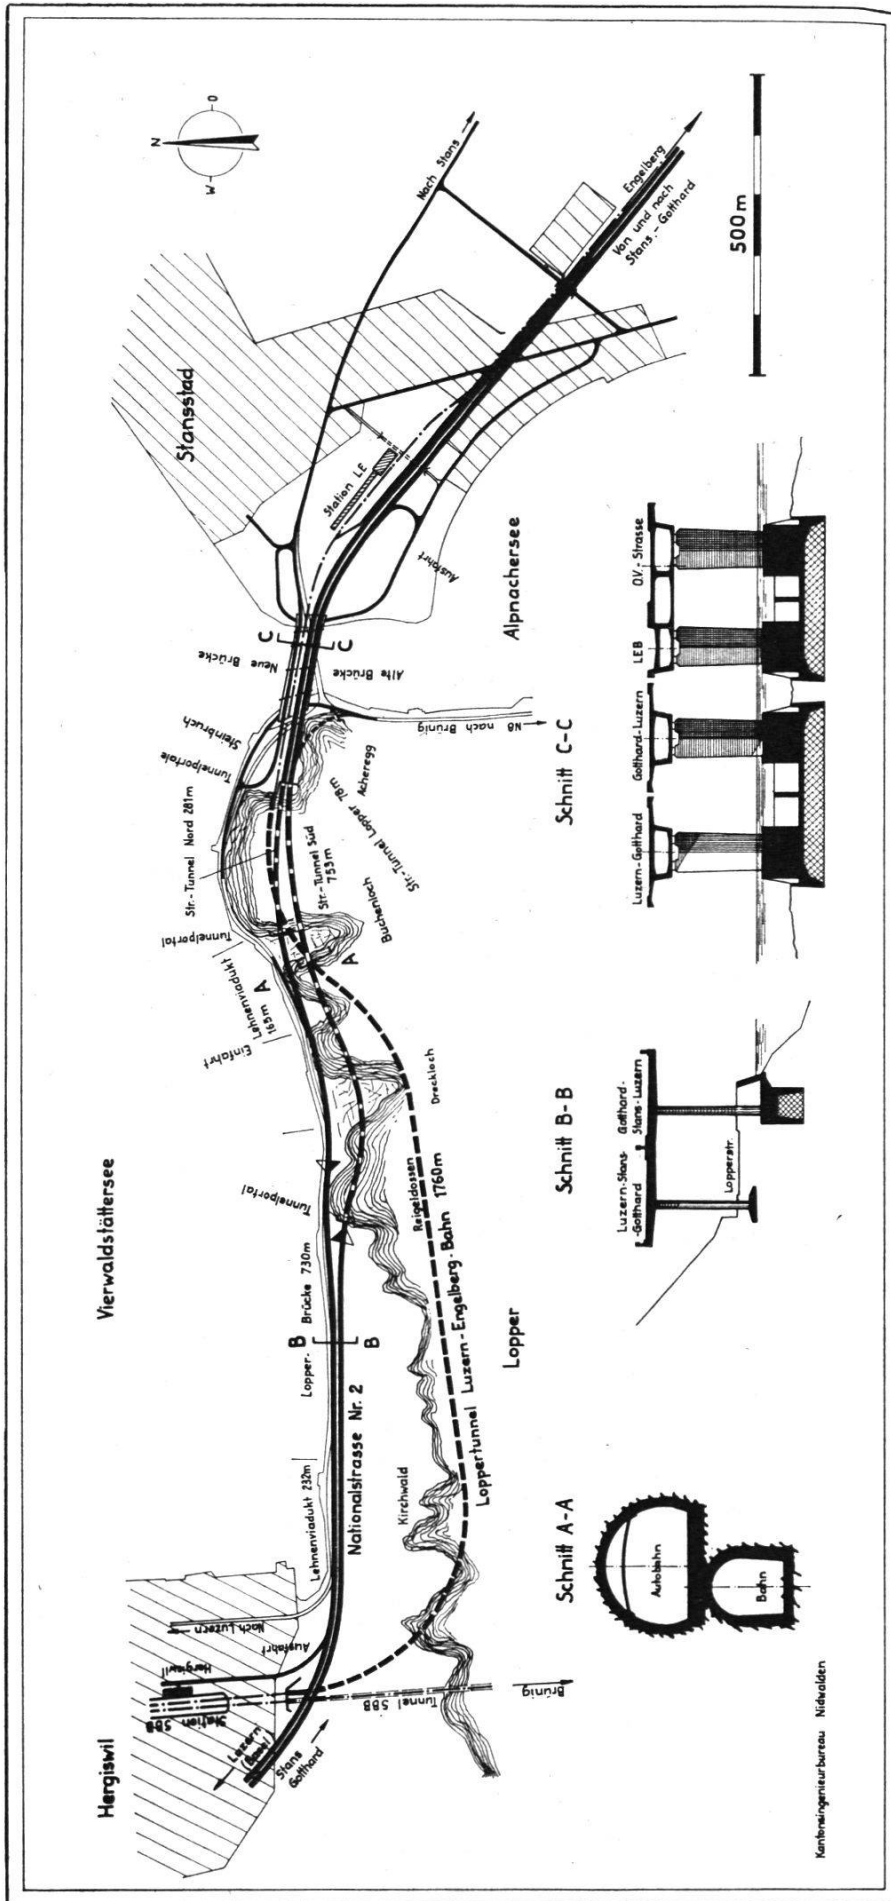 Hergiswil
Vierwaldstättersee
Stansstad
N
W
O
SBB
Station
Hergiswil
Nach Luzern
Ausfahrt
Luzern
(Basel)
Stans
Gotthard
Tunnel SBB
Brünig
Lehnenviadukt 232m
Nationalstrasse Nr. 2
Kirchwald
Lopper-Brücke 730m
B
B
Tunnelportal
Reigeldossen
Dreckloch
Loppertunnel Luzern-Engelberg-Bahn 1760m
Lopper
Einfahrt
Lehnenviadukt
165m
A
A
Tunnelportal
Buchenloch
Str.-Tunnel Nord 281m
Str.-Tunnel Süd
753m
Str.-Tunnel Lopper 78m
Acheregg
Tunnelportale
Steinbruch
Neue Brücke
Alte Brücke
C
C
N8 nach Brünig
Alpnachersee
Ausfahrt
Station LE
Nach Stans
Engelberg
Von und nach
Stans.-Gotthard
500m
Schnitt A-A
Autobahn
Bahn
Schnitt B-B
Luzern-Stans-
-Gotthard
Gotthard-
Stans-Luzern
Lopperstr.
Schnitt C-C
Luzern-Gotthard
Gotthard-Luzern
LEB
O.V.-Strasse
Kantonsingenieurbureau Nidwalden